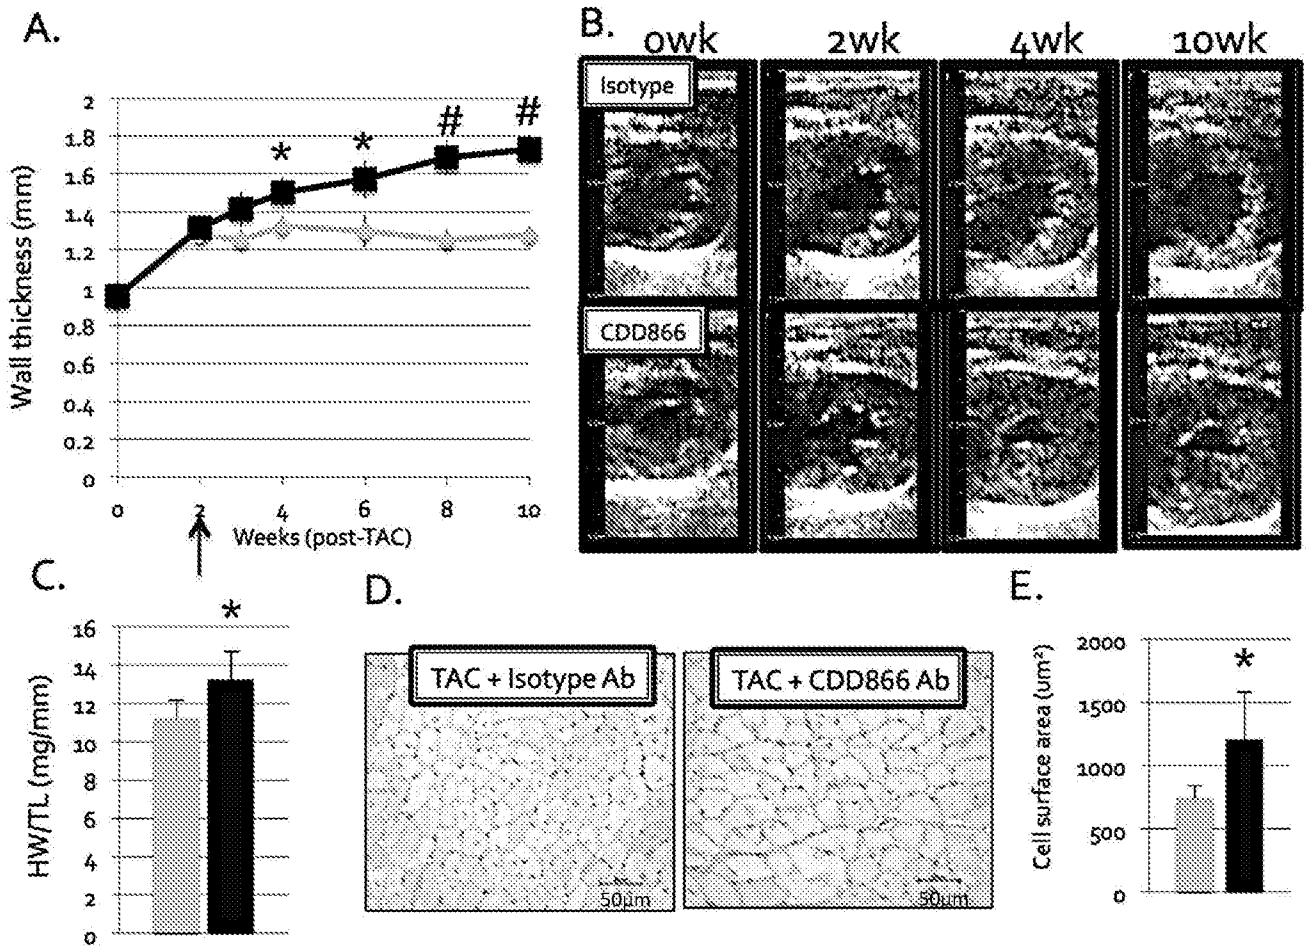 A.
2
1.8
1.6
1.4
1.2
1
0.8
0.6
0.4
0.2
0
Wall thickness (mm)
* * # #
0 2 4 6 8 10
Weeks (post-TAC)
B.
0wk 2wk 4wk 10wk
Isotype
CDD866
C.
*
16
14
12
10
8
6
4
2
0
HW/TL (mg/mm)
D.
TAC + Isotype Ab
50µm
TAC + CDD866 Ab
50µm
E.
*
2000
1500
1000
500
0
Cell surface area (um²)